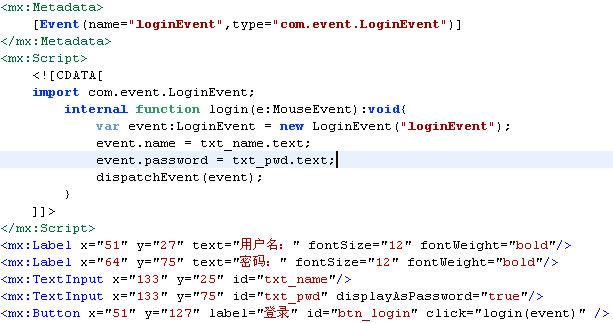 <mx:Metadata>
[Event(name="loginEvent",type="com.event.LoginEvent")]
</mx:Metadata>
<mx:Script>
<![CDATA[
import com.event.LoginEvent;
internal function login(e:MouseEvent):void{
var event:LoginEvent = new LoginEvent("loginEvent");
event.name = txt_name.text;
event.password = txt_pwd.text;
dispatchEvent(event);
}
]]>
</mx:Script>
<mx:Label x="51" y="27" text="用户名：" fontSize="12" fontWeight="bold"/>
<mx:Label x="64" y="75" text="密码：" fontSize="12" fontWeight="bold"/>
<mx:TextInput x="133" y="25" id="txt_name"/>
<mx:TextInput x="133" y="75" id="txt_pwd" displayAsPassword="true"/>
<mx:Button x="51" y="127" label="登录" id="btn_login" click="login(event)" />